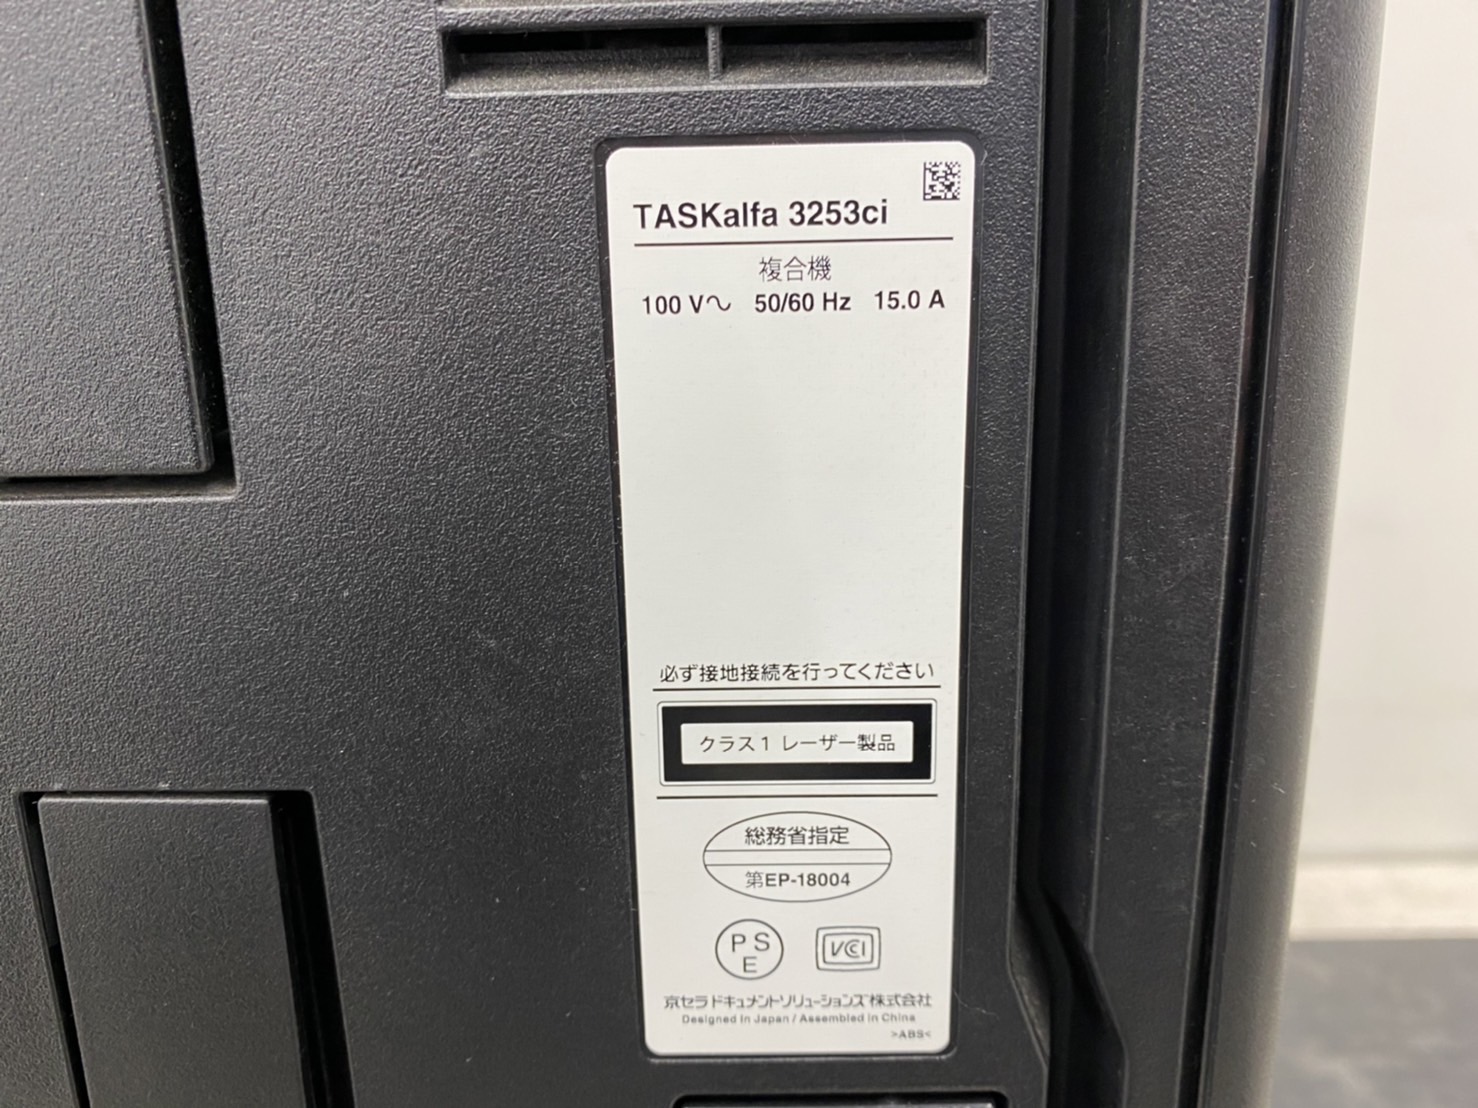 TASKalfa 3253ci
複合機
100 V～ 50/60 Hz 15.0 A
必ず接地接続を行ってください
クラス1 レーザー製品
総務省指定
第EP-18004
PS
E
VCCI
京セラドキュメントソリューションズ株式会社
Designed in Japan / Assembled in China
>ABS<